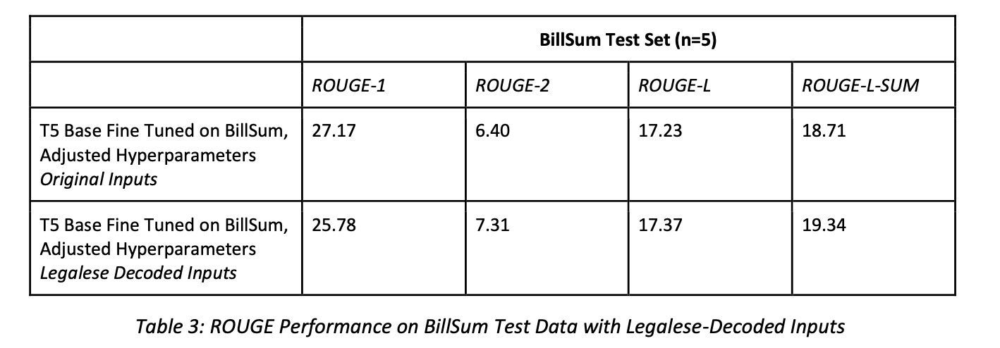 BillSum Test Set (n=5)
ROUGE-1 ROUGE-2 ROUGE-L ROUGE-L-SUM
T5 Base Fine Tuned on BillSum, 27.17 6.40 17.23 18.71
Adjusted Hyperparameters
Original Inputs
T5 Base Fine Tuned on BillSum, 25.78 7.31 17.37 19.34
Adjusted Hyperparameters
Legalese Decoded Inputs
Table 3: ROUGE Performance on BillSum Test Data with Legalese-Decoded Inputs